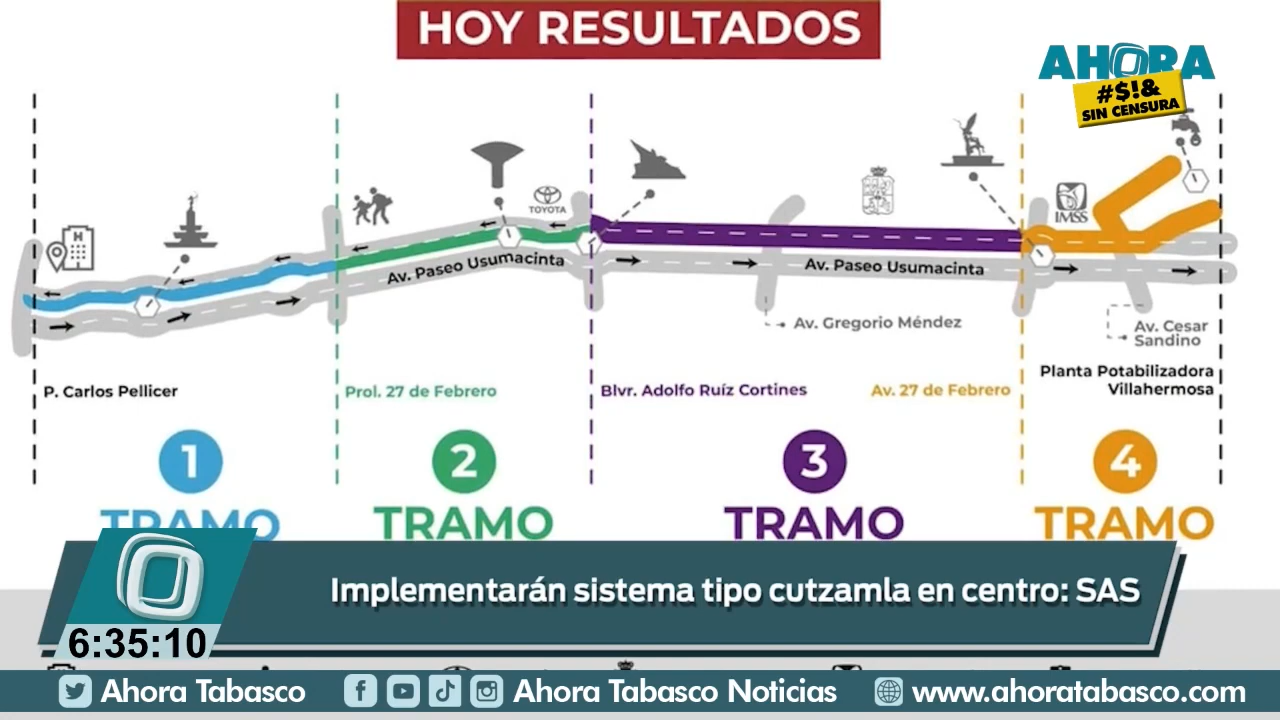 HOY RESULTADOS
AHORA
#$!&
SIN CENSURA
H
TOYOTA
IMSS
Av. Paseo Usumacinta
Av. Paseo Usumacinta
Av. Gregorio Méndez
Av. Cesar
Sandino
Planta Potabilizadora
Villahermosa
P. Carlos Pellicer
Prol. 27 de Febrero
Blvr. Adolfo Ruíz Cortines
Av. 27 de Febrero
1
2
3
4
TRAMO
TRAMO
TRAMO
TRAMO
Implementarán sistema tipo cutzamla en centro: SAS
6:35:10
Ahora Tabasco
Ahora Tabasco Noticias
www.ahoratabasco.com